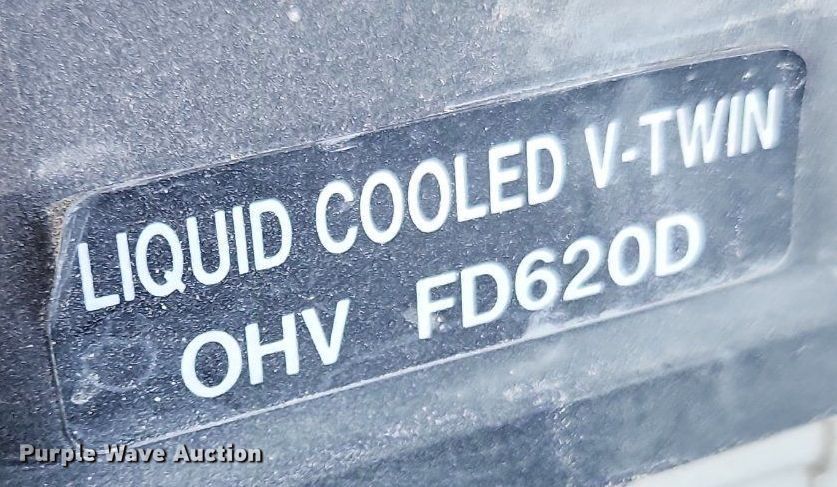 LIQUID COOLED V-TWIN
OHV FD620D
Purple Wave Auction